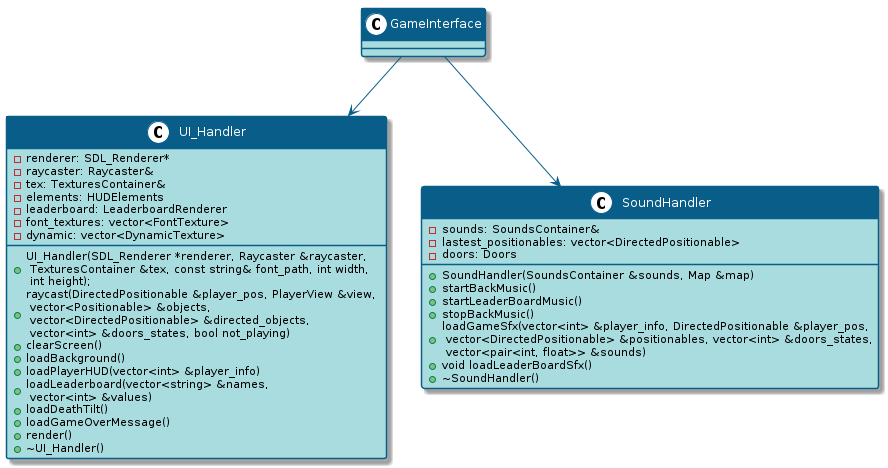 C GameInterface
C UI_Handler
renderer: SDL_Renderer*
raycaster: Raycaster&
tex: TexturesContainer&
elements: HUDElements
leaderboard: LeaderboardRenderer
font_textures: vector<FontTexture>
dynamic: vector<DynamicTexture>
UI_Handler(SDL_Renderer *renderer, Raycaster &raycaster,
TexturesContainer &tex, const string& font_path, int width,
int height);
raycast(DirectedPositionable &player_pos, PlayerView &view,
vector<Positionable> &objects,
vector<DirectedPositionable> &directed_objects,
vector<int> &doors_states, bool not_playing)
clearScreen()
loadBackground()
loadPlayerHUD(vector<int> &player_info)
loadLeaderboard(vector<string> &names,
vector<int> &values)
loadDeathTilt()
loadGameOverMessage()
render()
~UI_Handler()
C SoundHandler
sounds: SoundsContainer&
lastest_positionables: vector<DirectedPositionable>
doors: Doors
SoundHandler(SoundsContainer &sounds, Map &map)
startBackMusic()
startLeaderBoardMusic()
stopBackMusic()
loadGameSfx(vector<int> &player_info, DirectedPositionable &player_pos,
vector<DirectedPositionable> &positionables, vector<int> &doors_states,
vector<pair<int, float>> &sounds)
void loadLeaderBoardSfx()
~SoundHandler()